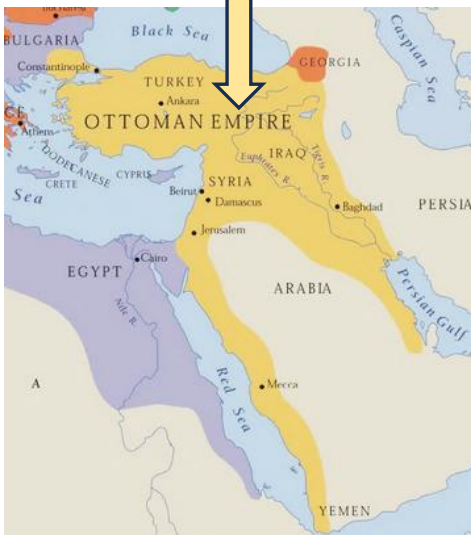 Bucharest
Black Sea
BULGARIA
Constantinople
Caspian Sea
GEORGIA
TURKEY
Ankara
OTTOMAN EMPIRE
Athens
DODECANESE
IRAQ
Euphrates R.
Tigris R.
CRETE
CYPRUS
SYRIA
Sea
Beirut
Damascus
Baghdad
PERSIA
Jerusalem
Cairo
EGYPT
ARABIA
Persian Gulf
Nile R.
A
Red Sea
Mecca
YEMEN